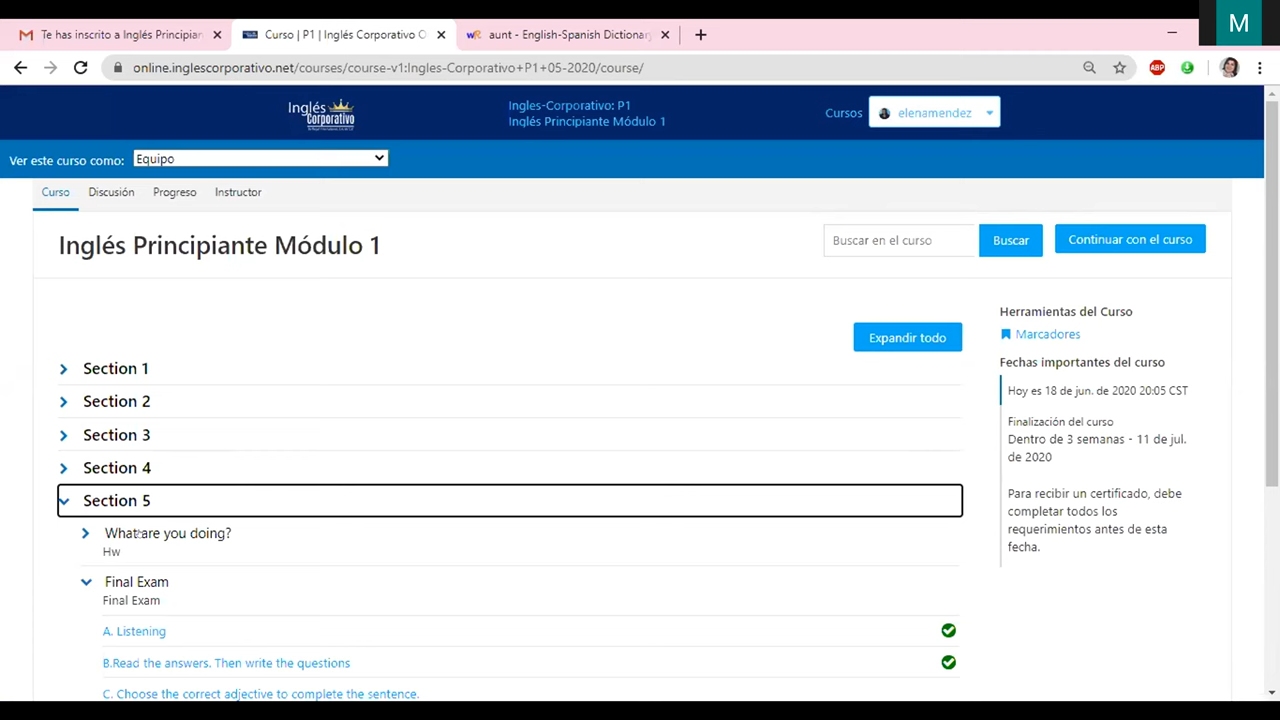 M
Te has inscrito a Inglés Principian
Curso | P1 | Inglés Corporativo O
wR aunt - English-Spanish Dictionary
online.inglescorporativo.net/courses/course-v1:Ingles-Corporativo+P1+05-2020/course/
ABP
Inglés
Corporativo
Ingles-Corporativo: P1
Inglés Principiante Módulo 1
Cursos
elenamendez
Ver este curso como:
Equipo
Curso
Discusión
Progreso
Instructor
Inglés Principiante Módulo 1
Buscar en el curso
Buscar
Continuar con el curso
Expandir todo
Section 1
Section 2
Section 3
Section 4
Section 5
What are you doing?
Hw
Final Exam
Final Exam
A. Listening
B.Read the answers. Then write the questions
C. Choose the correct adjective to complete the sentence.
Herramientas del Curso
Marcadores
Fechas importantes del curso
Hoy es 18 de jun. de 2020 20:05 CST
Finalización del curso
Dentro de 3 semanas - 11 de jul.
de 2020
Para recibir un certificado, debe
completar todos los
requerimientos antes de esta
fecha.